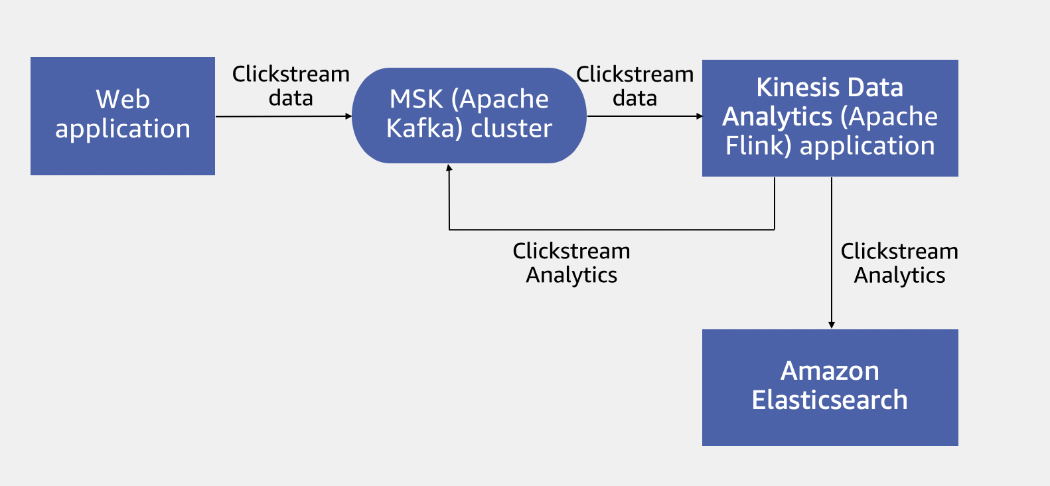 Web
application
Clickstream
data
MSK (Apache
Kafka) cluster
Clickstream
data
Kinesis Data
Analytics (Apache
Flink) application
Clickstream
Analytics
Clickstream
Analytics
Amazon
Elasticsearch